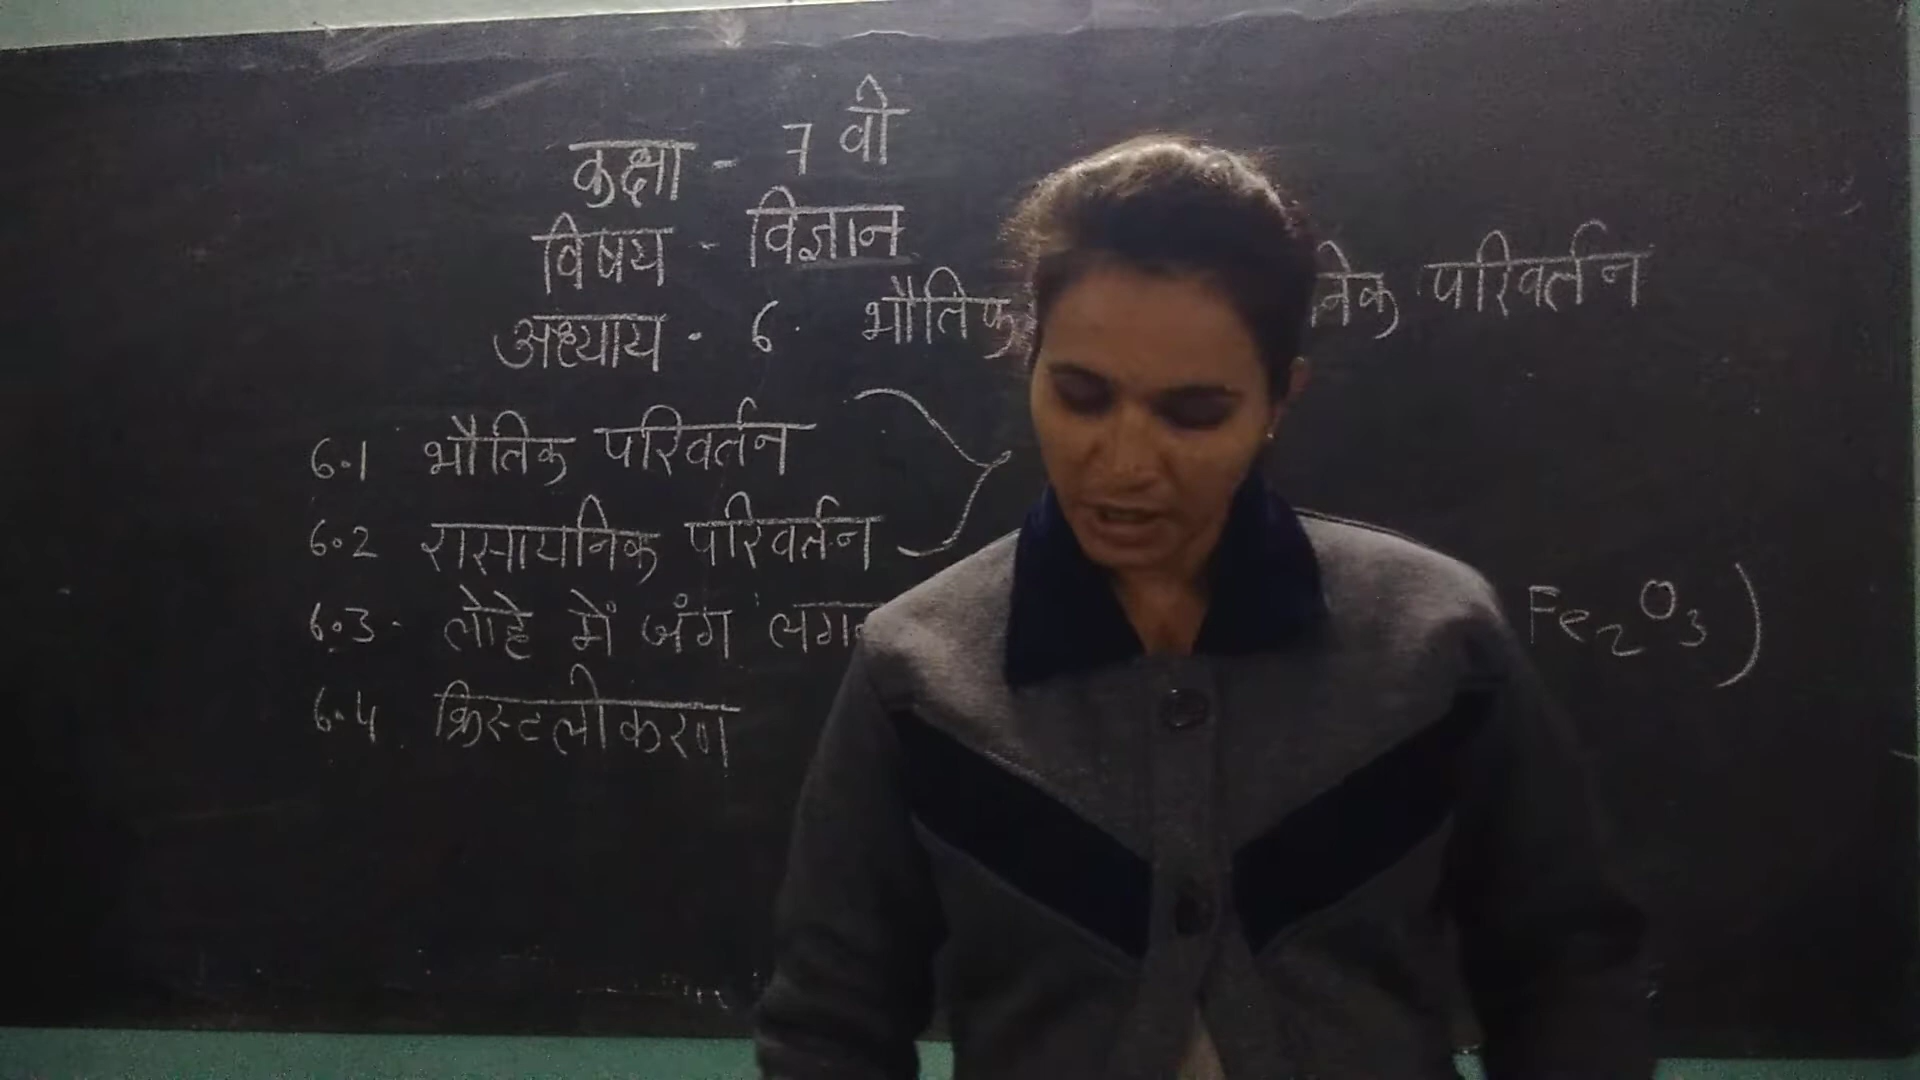 कक्षा - 7 वीं
विषय - विज्ञान
अध्याय - 6. भौतिक परिवर्तन
6.1 भौतिक परिवर्तन
6.2 रासायनिक परिवर्तन
6.3. लोहे में जंग Fe₂O₃)
6.4. क्रिस्टलीकरण